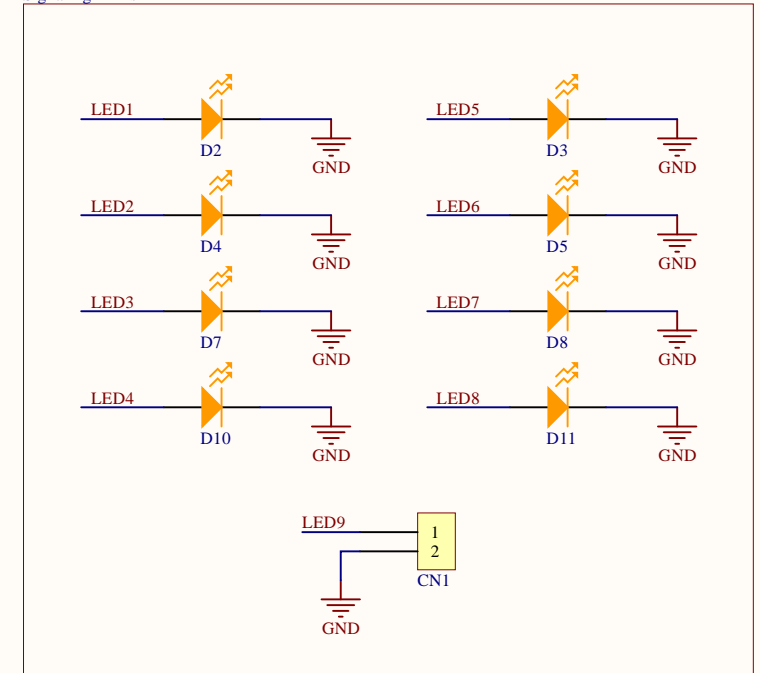 LED1
D2
GND
LED5
D3
GND
LED2
D4
GND
LED6
D5
GND
LED3
D7
GND
LED7
D8
GND
LED4
D10
GND
LED8
D11
GND
LED9
1
2
CN1
GND